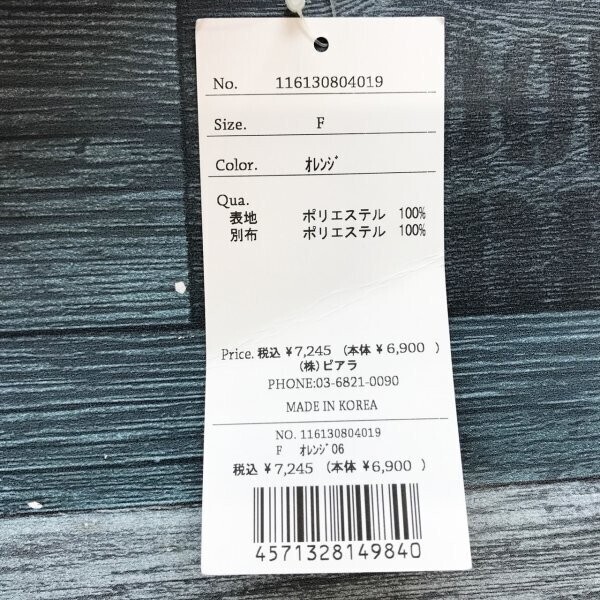 No. 116130804019
Size. F
Color. ｵﾚﾝｼﾞ
Qua.
表地 ポリエステル 100%
別布 ポリエステル 100%
Price. 税込 ¥7,245 (本体 ¥6,900 )
(株)ピアラ
PHONE:03-6821-0090
MADE IN KOREA
NO. 116130804019
F ｵﾚﾝｼﾞ06
税込 ¥7,245 (本体 ¥6,900 )
4571328149840